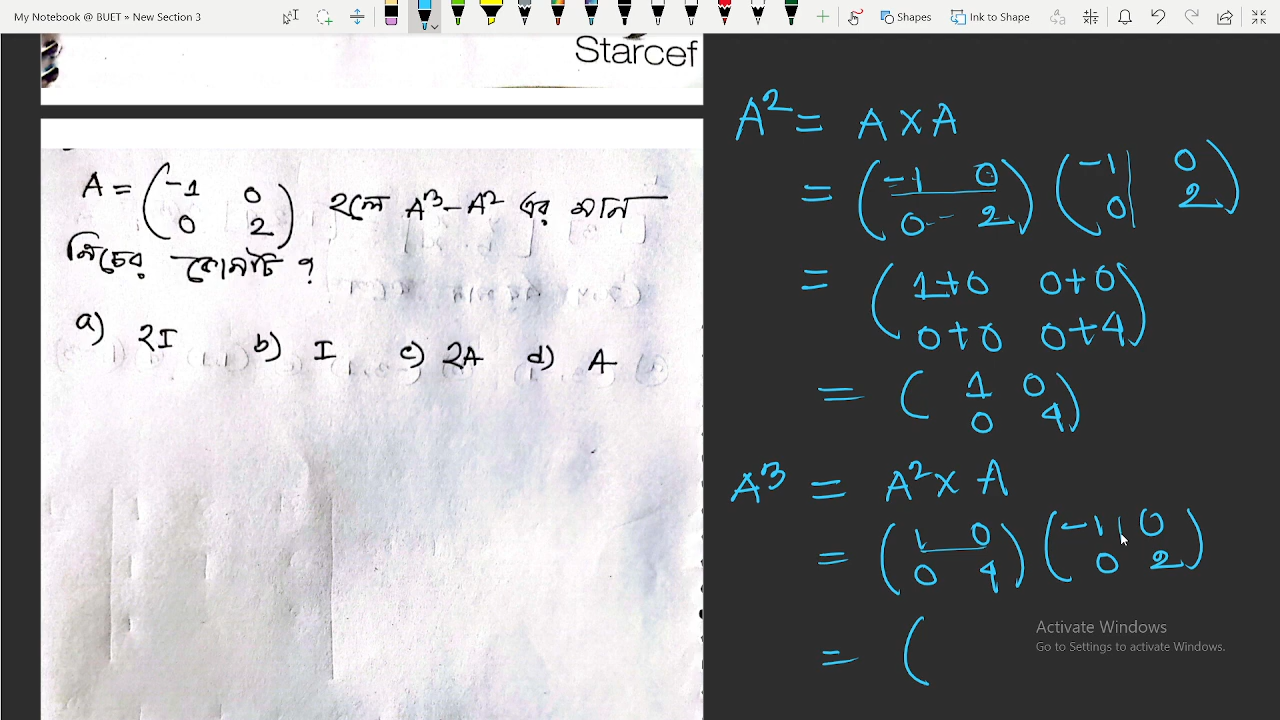 My Notebook @ BUET > New Section 3
Shapes
Ink to Shape
Starcef
A = (-1 0
0 2) হলে A³ - A² এর মান
নিচের কোনটি ?
a) 2I b) I c) 2A d) A
A² = A × A
= (-1 0
0 2) (-1 0
0 2)
= (1+0 0+0
0+0 0+4)
= (1 0
0 4)
A³ = A² × A
= (1 0
0 4) (-1 0
0 2)
= (
Activate Windows
Go to Settings to activate Windows.